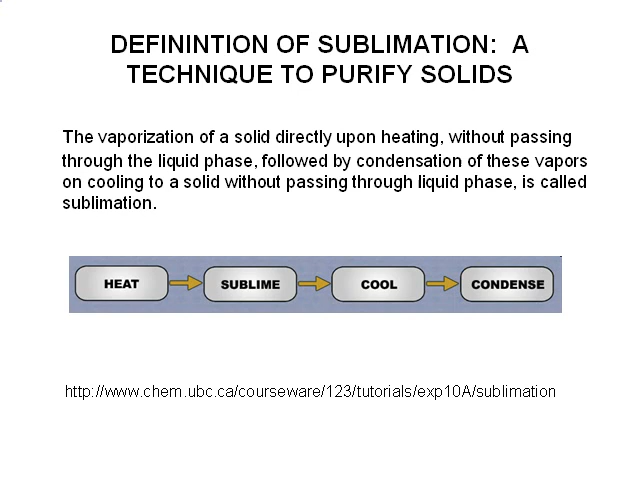 DEFININTION OF SUBLIMATION:  A
TECHNIQUE TO PURIFY SOLIDS
The vaporization of a solid directly upon heating, without passing
through the liquid phase, followed by condensation of these vapors
on cooling to a solid without passing through liquid phase, is called
sublimation.
HEAT SUBLIME COOL CONDENSE
http://www.chem.ubc.ca/courseware/123/tutorials/exp10A/sublimation